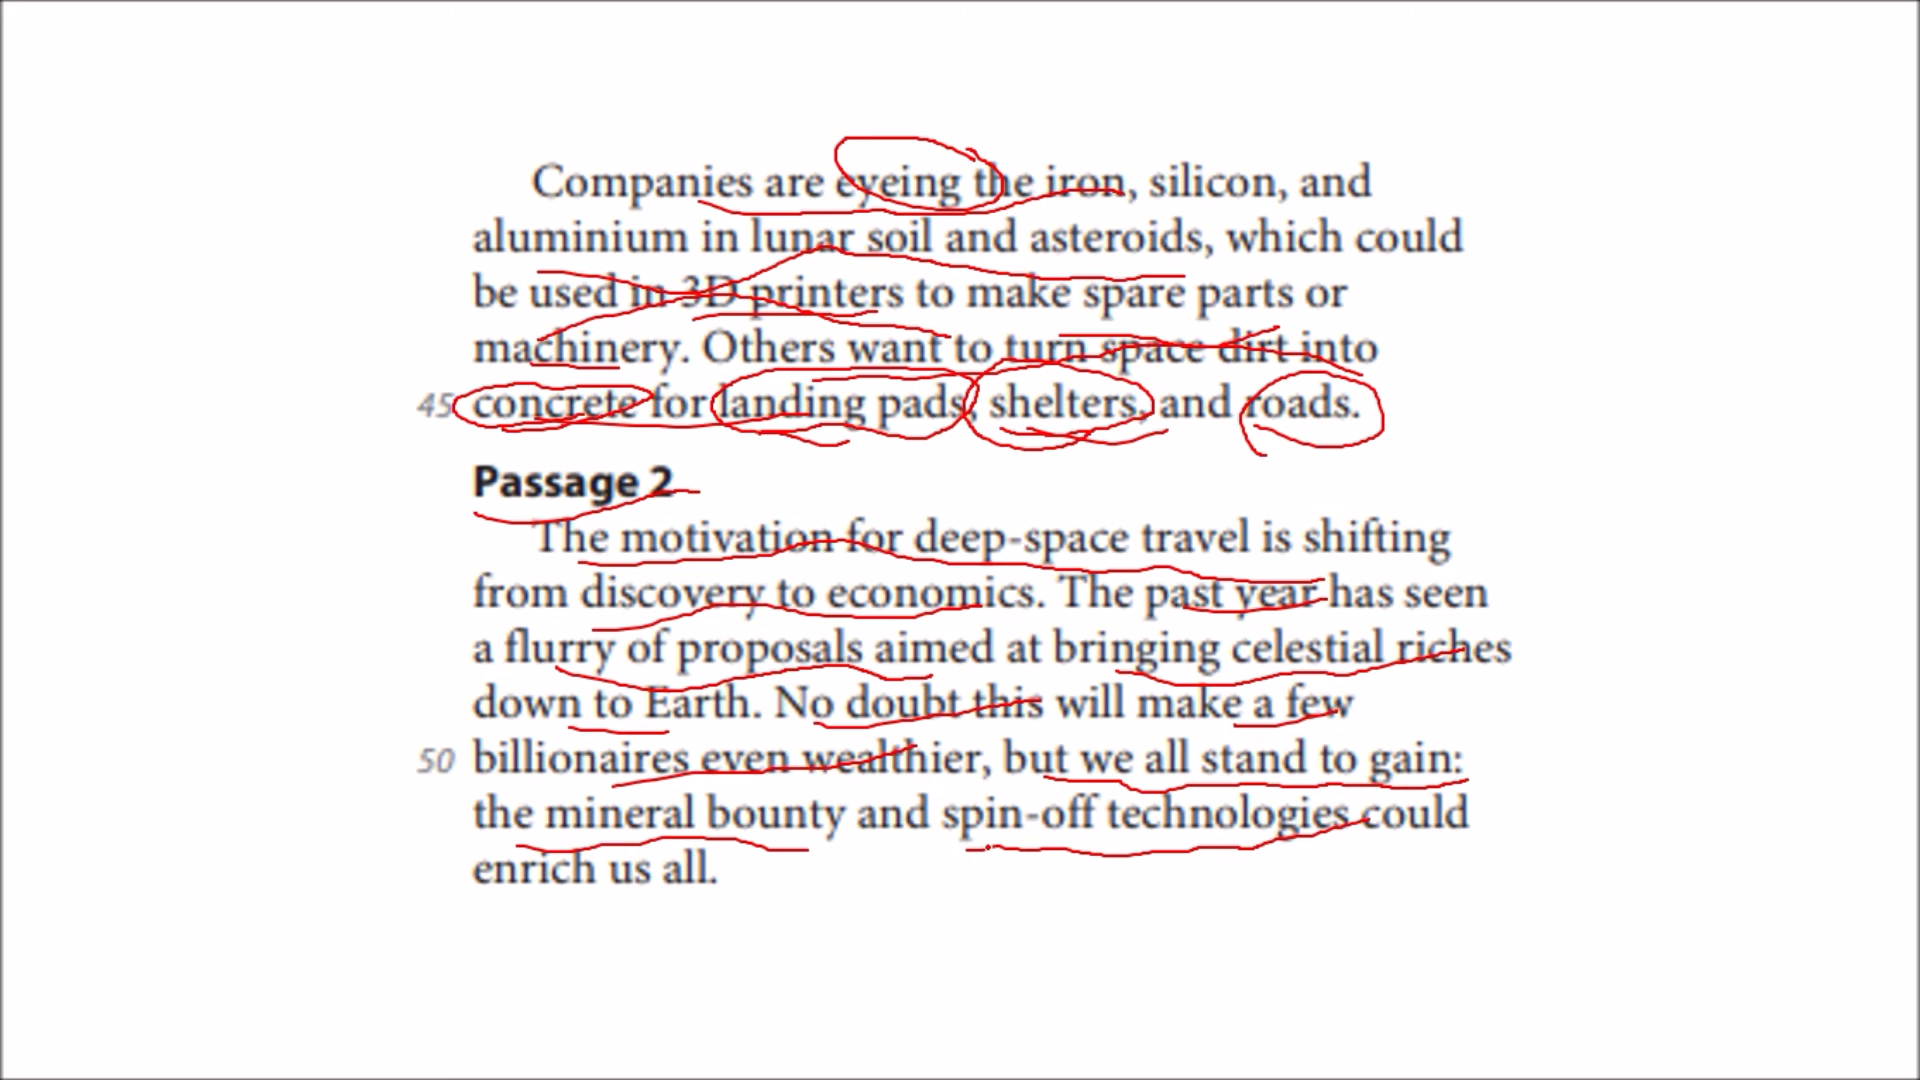 Companies are eyeing the iron, silicon, and
aluminium in lunar soil and asteroids, which could
be used in 3D printers to make spare parts or
machinery. Others want to turn space dirt into
45 concrete for landing pads, shelters, and roads.
Passage 2
The motivation for deep-space travel is shifting
from discovery to economics. The past year has seen
a flurry of proposals aimed at bringing celestial riches
down to Earth. No doubt this will make a few
50 billionaires even wealthier, but we all stand to gain:
the mineral bounty and spin-off technologies could
enrich us all.